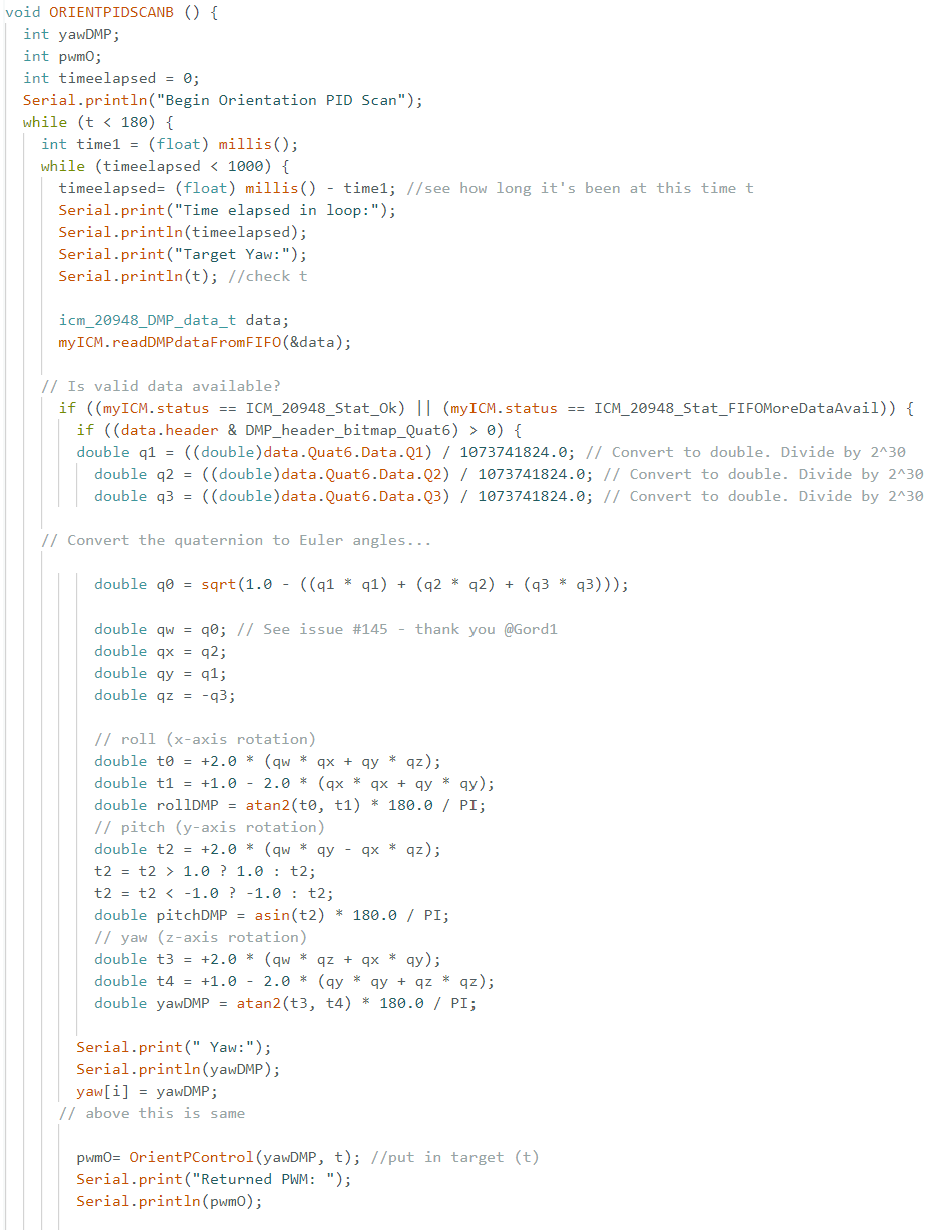 void ORIENTPIDSCANB () {
int yawDMP;
int pwmO;
int timeelapsed = 0;
Serial.println("Begin Orientation PID Scan");
while (t < 180) {
int time1 = (float) millis();
while (timeelapsed < 1000) {
timeelapsed= (float) millis() - time1; //see how long it's been at this time t
Serial.print("Time elapsed in loop:");
Serial.println(timeelapsed);
Serial.print("Target Yaw:");
Serial.println(t); //check t
icm_20948_DMP_data_t data;
myICM.readDMPdataFromFIFO(&data);
// Is valid data available?
if ((myICM.status == ICM_20948_Stat_Ok) || (myICM.status == ICM_20948_Stat_FIFOMoreDataAvail)) {
if ((data.header & DMP_header_bitmap_Quat6) > 0) {
double q1 = ((double)data.Quat6.Data.Q1) / 1073741824.0; // Convert to double. Divide by 2^30
double q2 = ((double)data.Quat6.Data.Q2) / 1073741824.0; // Convert to double. Divide by 2^30
double q3 = ((double)data.Quat6.Data.Q3) / 1073741824.0; // Convert to double. Divide by 2^30
// Convert the quaternion to Euler angles...
double q0 = sqrt(1.0 - ((q1 * q1) + (q2 * q2) + (q3 * q3)));
double qw = q0; // See issue #145 - thank you @Gord1
double qx = q2;
double qy = q1;
double qz = -q3;
// roll (x-axis rotation)
double t0 = +2.0 * (qw * qx + qy * qz);
double t1 = +1.0 - 2.0 * (qx * qx + qy * qy);
double rollDMP = atan2(t0, t1) * 180.0 / PI;
// pitch (y-axis rotation)
double t2 = +2.0 * (qw * qy - qx * qz);
t2 = t2 > 1.0 ? 1.0 : t2;
t2 = t2 < -1.0 ? -1.0 : t2;
double pitchDMP = asin(t2) * 180.0 / PI;
// yaw (z-axis rotation)
double t3 = +2.0 * (qw * qz + qx * qy);
double t4 = +1.0 - 2.0 * (qy * qy + qz * qz);
double yawDMP = atan2(t3, t4) * 180.0 / PI;
Serial.print(" Yaw:");
Serial.println(yawDMP);
yaw[i] = yawDMP;
// above this is same
pwmO= OrientPControl(yawDMP, t); //put in target (t)
Serial.print("Returned PWM: ");
Serial.println(pwmO);